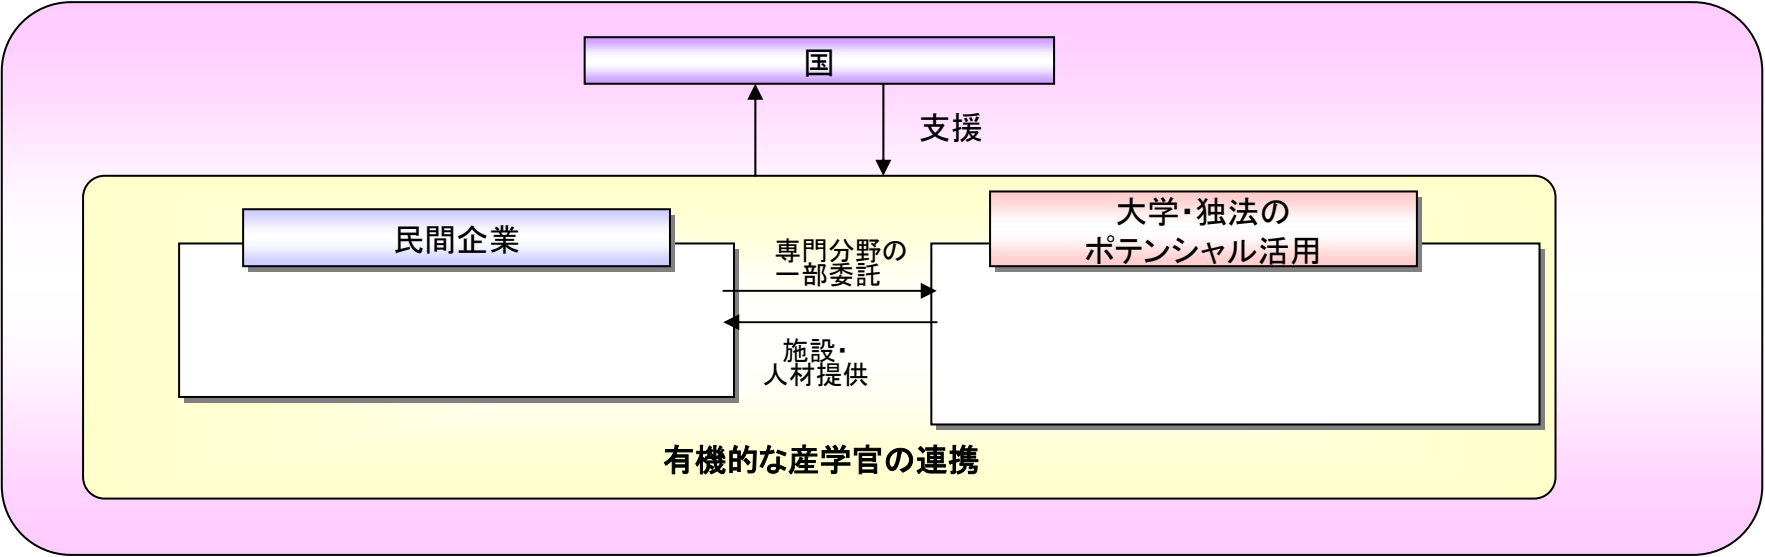 国
支援
民間企業
大学・独法の
ポテンシャル活用
専門分野の
一部委託
施設・
人材提供
有機的な産学官の連携